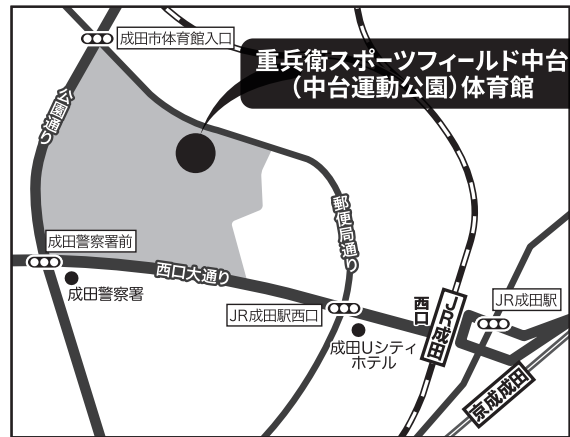 成田市体育館入口
重兵衛スポーツフィールド中台
（中台運動公園）体育館
公園通り
郵便局通り
成田警察署前
成田警察署
西口大通り
JR成田駅西口
成田Uシティ
ホテル
西口
JR成田
JR成田駅
京成成田